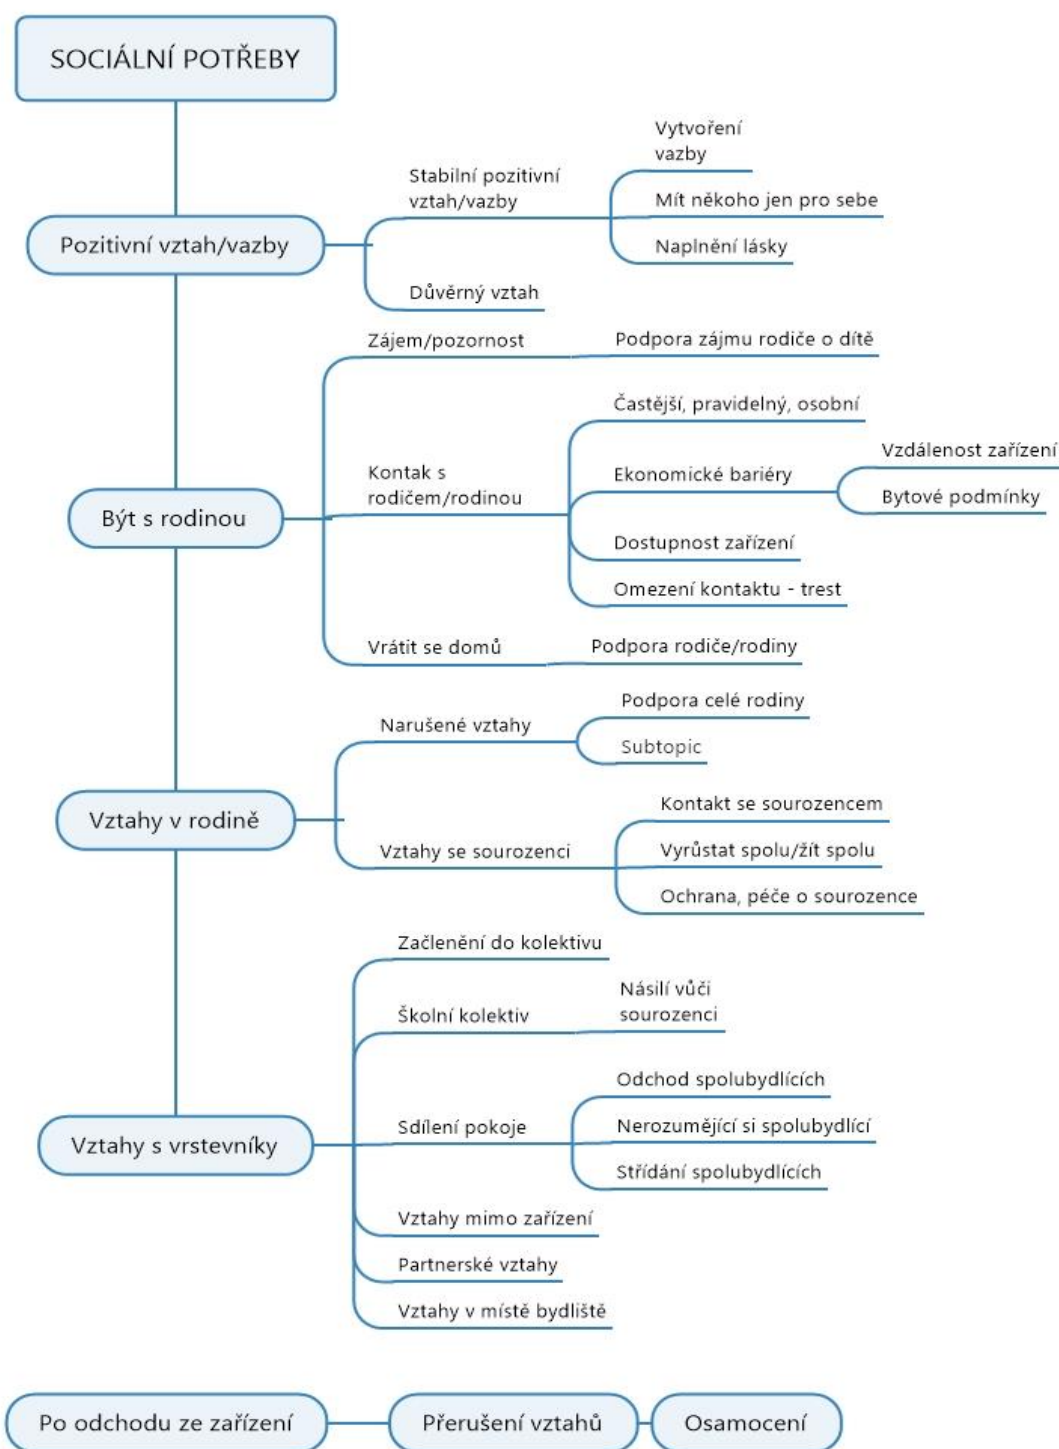 SOCIÁLNÍ POTŘEBY
Pozitivní vztah/vazby
Stabilní pozitivní
vztah/vazby
Vytvoření
vazby
Mít někoho jen pro sebe
Naplnění lásky
Důvěrný vztah
Být s rodinou
Zájem/pozornost
Podpora zájmu rodiče o dítě
Kontak s
rodičem/rodinou
Častější, pravidelný, osobní
Ekonomické bariéry
Vzdálenost zařízení
Bytové podmínky
Dostupnost zařízení
Omezení kontaktu - trest
Vrátit se domů
Podpora rodiče/rodiny
Vztahy v rodině
Narušené vztahy
Podpora celé rodiny
Subtopic
Vztahy se sourozenci
Kontakt se sourozencem
Vyrůstat spolu/žít spolu
Ochrana, péče o sourozence
Vztahy s vrstevníky
Začlenění do kolektivu
Školní kolektiv
Násilí vůči
sourozenci
Sdílení pokoje
Odchod spolubydlících
Nerozumějící si spolubydlící
Střídání spolubydlících
Vztahy mimo zařízení
Partnerské vztahy
Vztahy v místě bydliště
Po odchodu ze zařízení
Přerušení vztahů
Osamocení